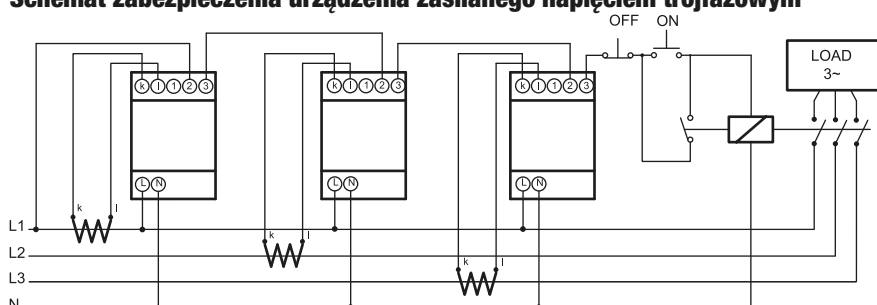 Schemat zabezpieczenia urządzenia zasilanego napięciem trójfazowym
OFF ON
LOAD
3~
k l 1 2 3
k l 1 2 3
k l 1 2 3
L N
L N
L N
k l
L1
k l
L2
k l
L3
N